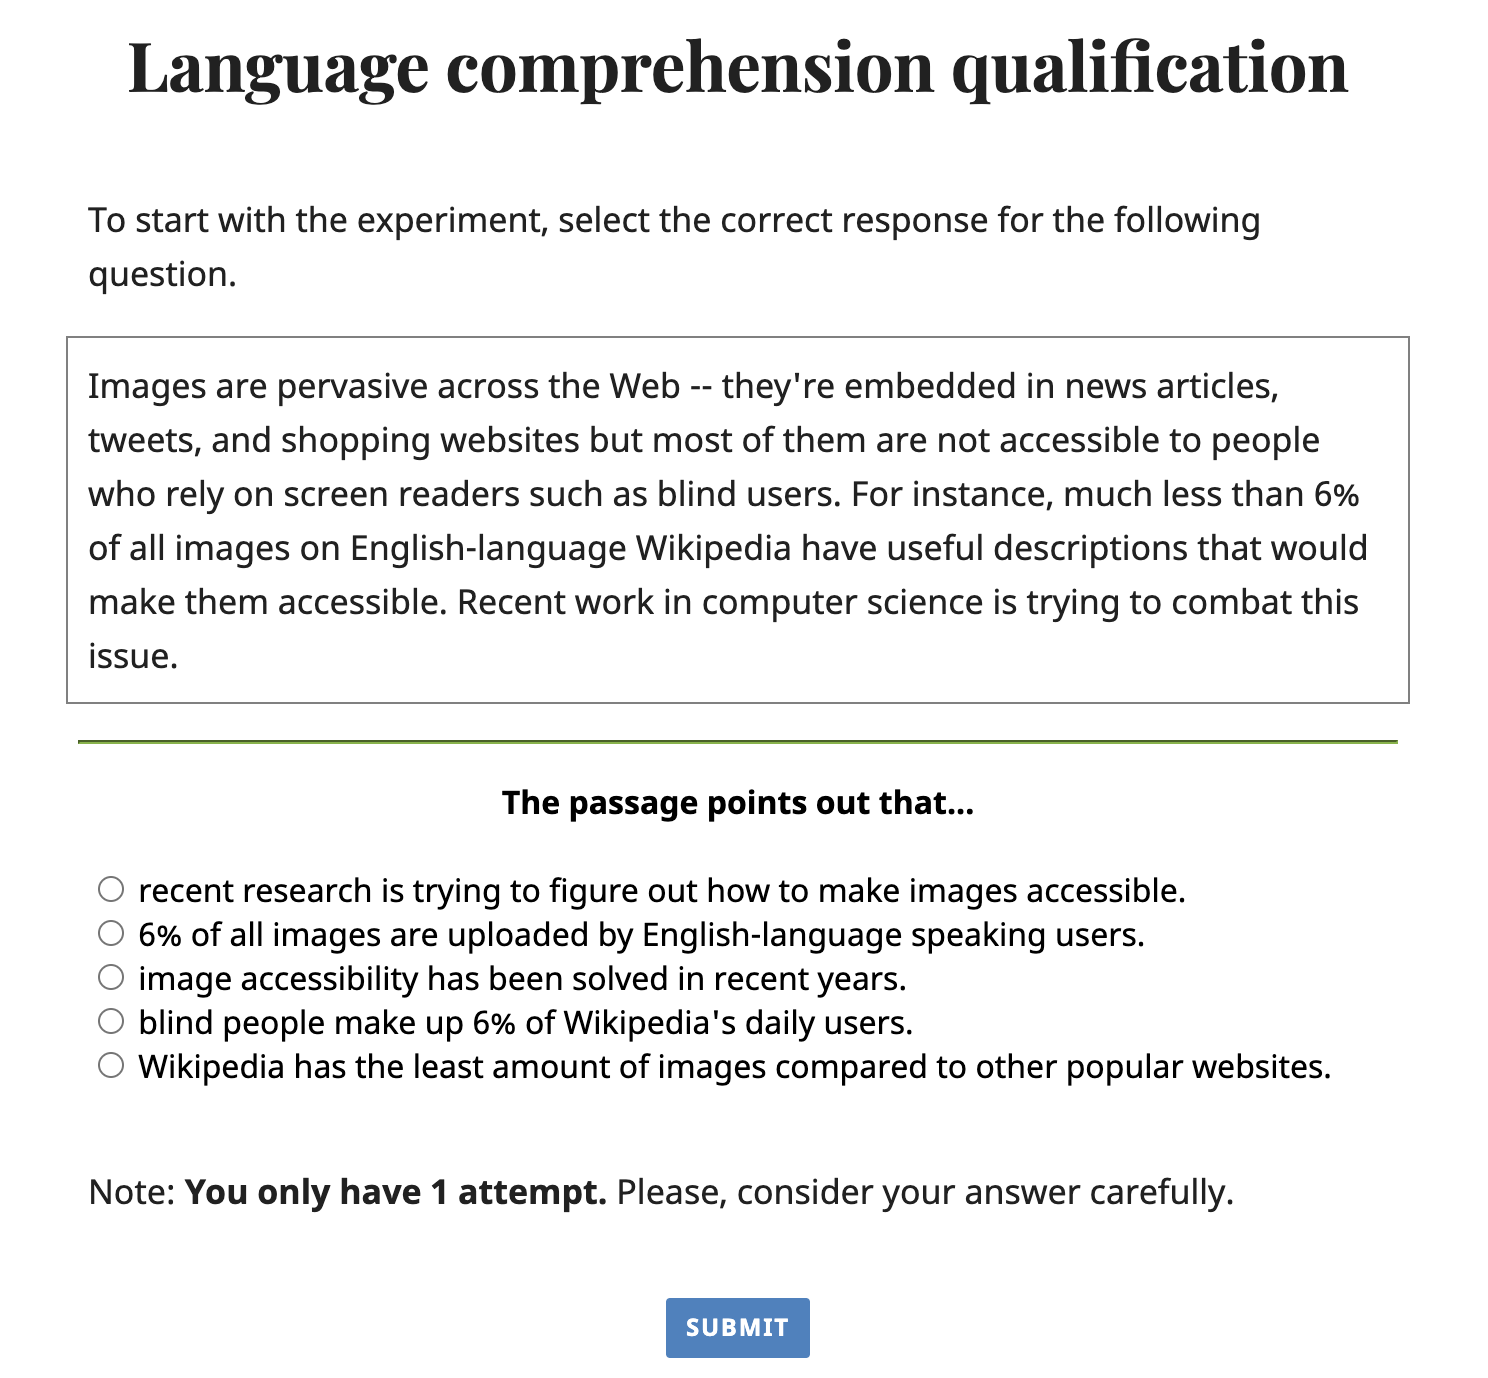 Language comprehension qualification
To start with the experiment, select the correct response for the following
question.
Images are pervasive across the Web -- they're embedded in news articles,
tweets, and shopping websites but most of them are not accessible to people
who rely on screen readers such as blind users. For instance, much less than 6%
of all images on English-language Wikipedia have useful descriptions that would
make them accessible. Recent work in computer science is trying to combat this
issue.
The passage points out that...
recent research is trying to figure out how to make images accessible.
6% of all images are uploaded by English-language speaking users.
image accessibility has been solved in recent years.
blind people make up 6% of Wikipedia's daily users.
Wikipedia has the least amount of images compared to other popular websites.
Note: You only have 1 attempt. Please, consider your answer carefully.
SUBMIT